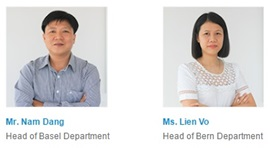 Mr. Nam Dang
Head of Basel Department
Ms. Lien Vo
Head of Bern Department